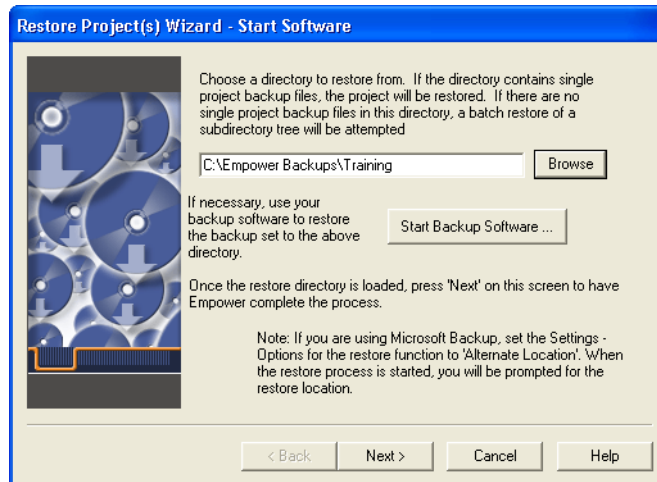 Restore Project(s) Wizard - Start Software
Choose a directory to restore from. If the directory contains single
project backup files, the project will be restored. If there are no
single project backup files in this directory, a batch restore of a
subdirectory tree will be attempted
C:\Empower Backups\Training
Browse
If necessary, use your
backup software to restore
the backup set to the above
directory.
Start Backup Software ...
Once the restore directory is loaded, press 'Next' on this screen to have
Empower complete the process.
Note: If you are using Microsoft Backup, set the Settings -
Options for the restore function to 'Alternate Location'. When
the restore process is started, you will be prompted for the
restore location.
< Back
Next >
Cancel
Help